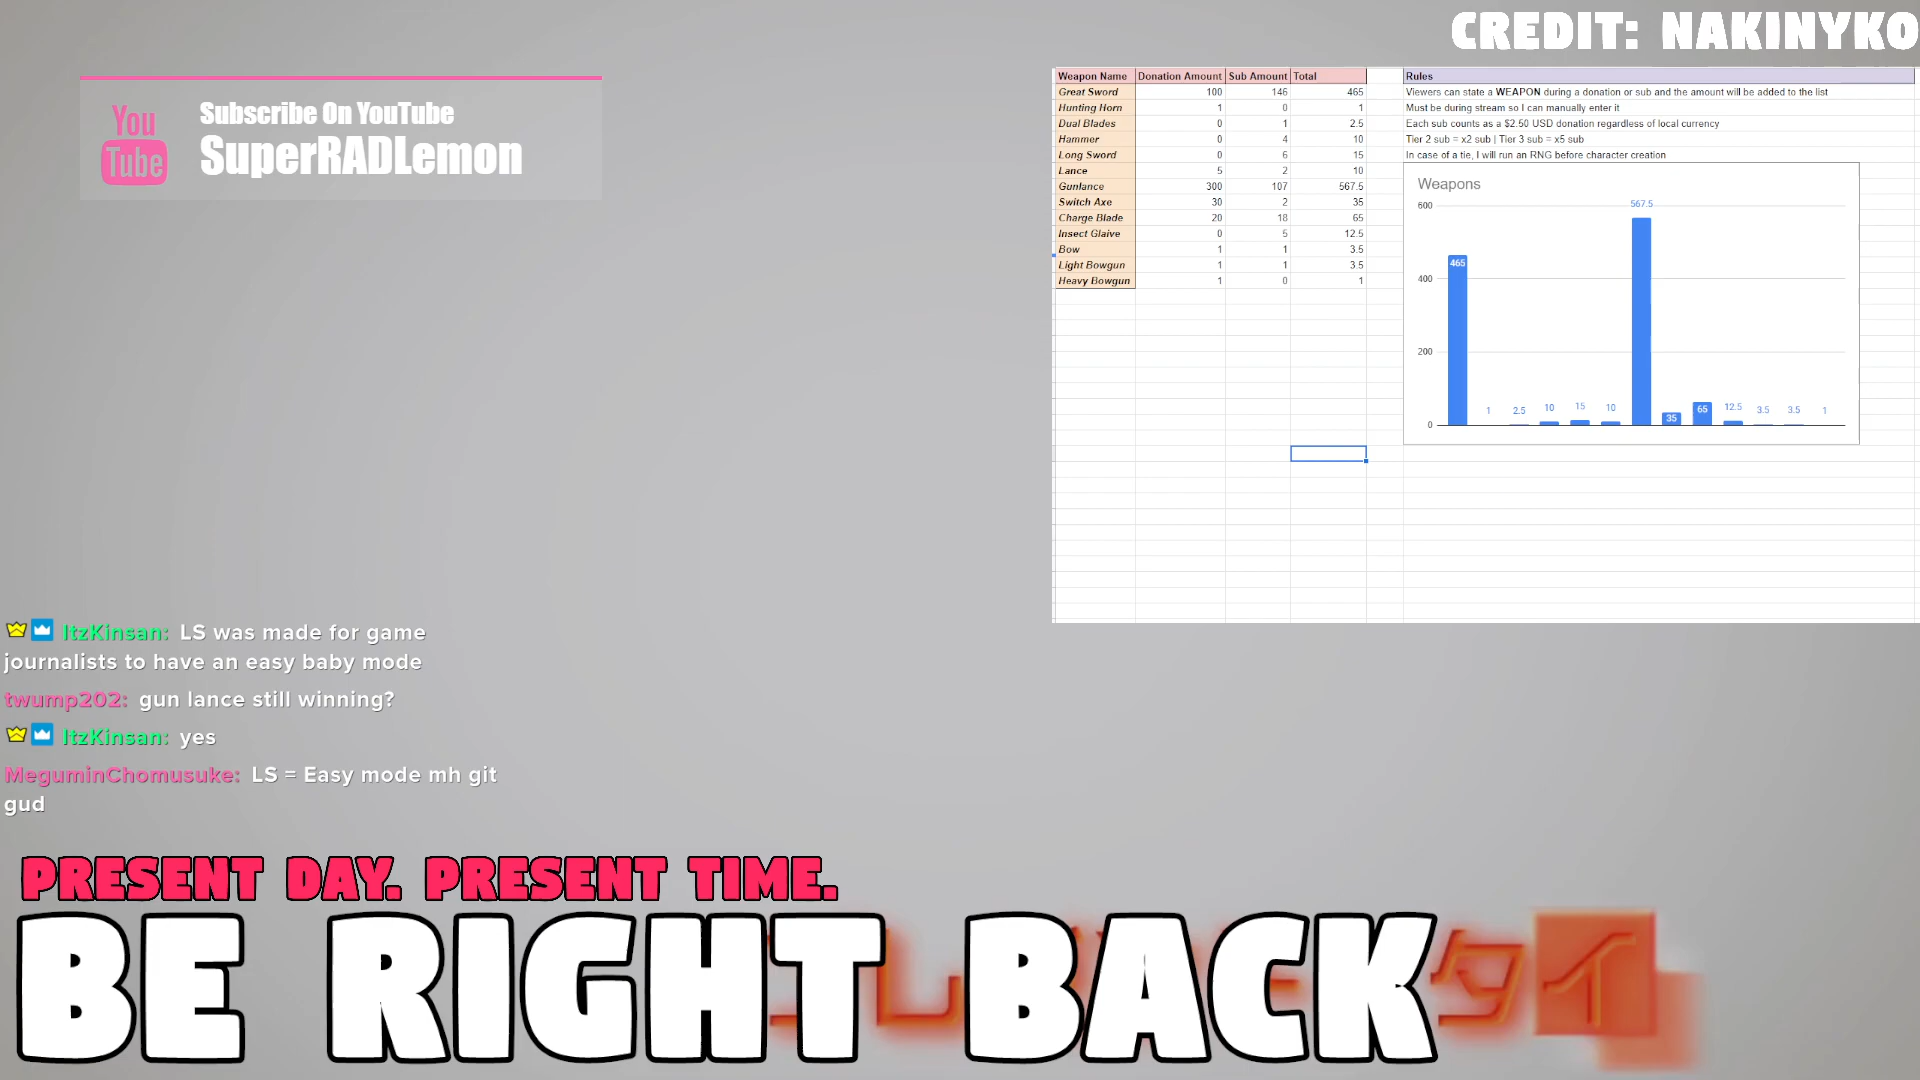 CREDIT: NAKINYKO
You
Tube
Subscribe On YouTube
SuperRADLemon
Weapon Name Donation Amount Sub Amount Total
Great Sword 100 146 465
Hunting Horn 1 0 1
Dual Blades 0 1 2.5
Hammer 0 4 10
Long Sword 0 6 15
Lance 5 2 10
Gunlance 300 107 567.5
Switch Axe 30 2 35
Charge Blade 20 18 65
Insect Glaive 0 5 12.5
Bow 1 1 3.5
Light Bowgun 1 1 3.5
Heavy Bowgun 1 0 1
Rules
Viewers can state a WEAPON during a donation or sub and the amount will be added to the list
Must be during stream so I can manually enter it
Each sub counts as a $2.50 USD donation regardless of local currency
Tier 2 sub = x2 sub | Tier 3 sub = x5 sub
In case of a tie, I will run an RNG before character creation
Weapons
600
400
200
0
465 1 2.5 10 15 10 567.5 35 65 12.5 3.5 3.5 1
ItzKinsan: LS was made for game
journalists to have an easy baby mode
twump202: gun lance still winning?
ItzKinsan: yes
MeguminChomusuke: LS = Easy mode mh git
gud
PRESENT DAY. PRESENT TIME.
BE RIGHT BACK
タイ